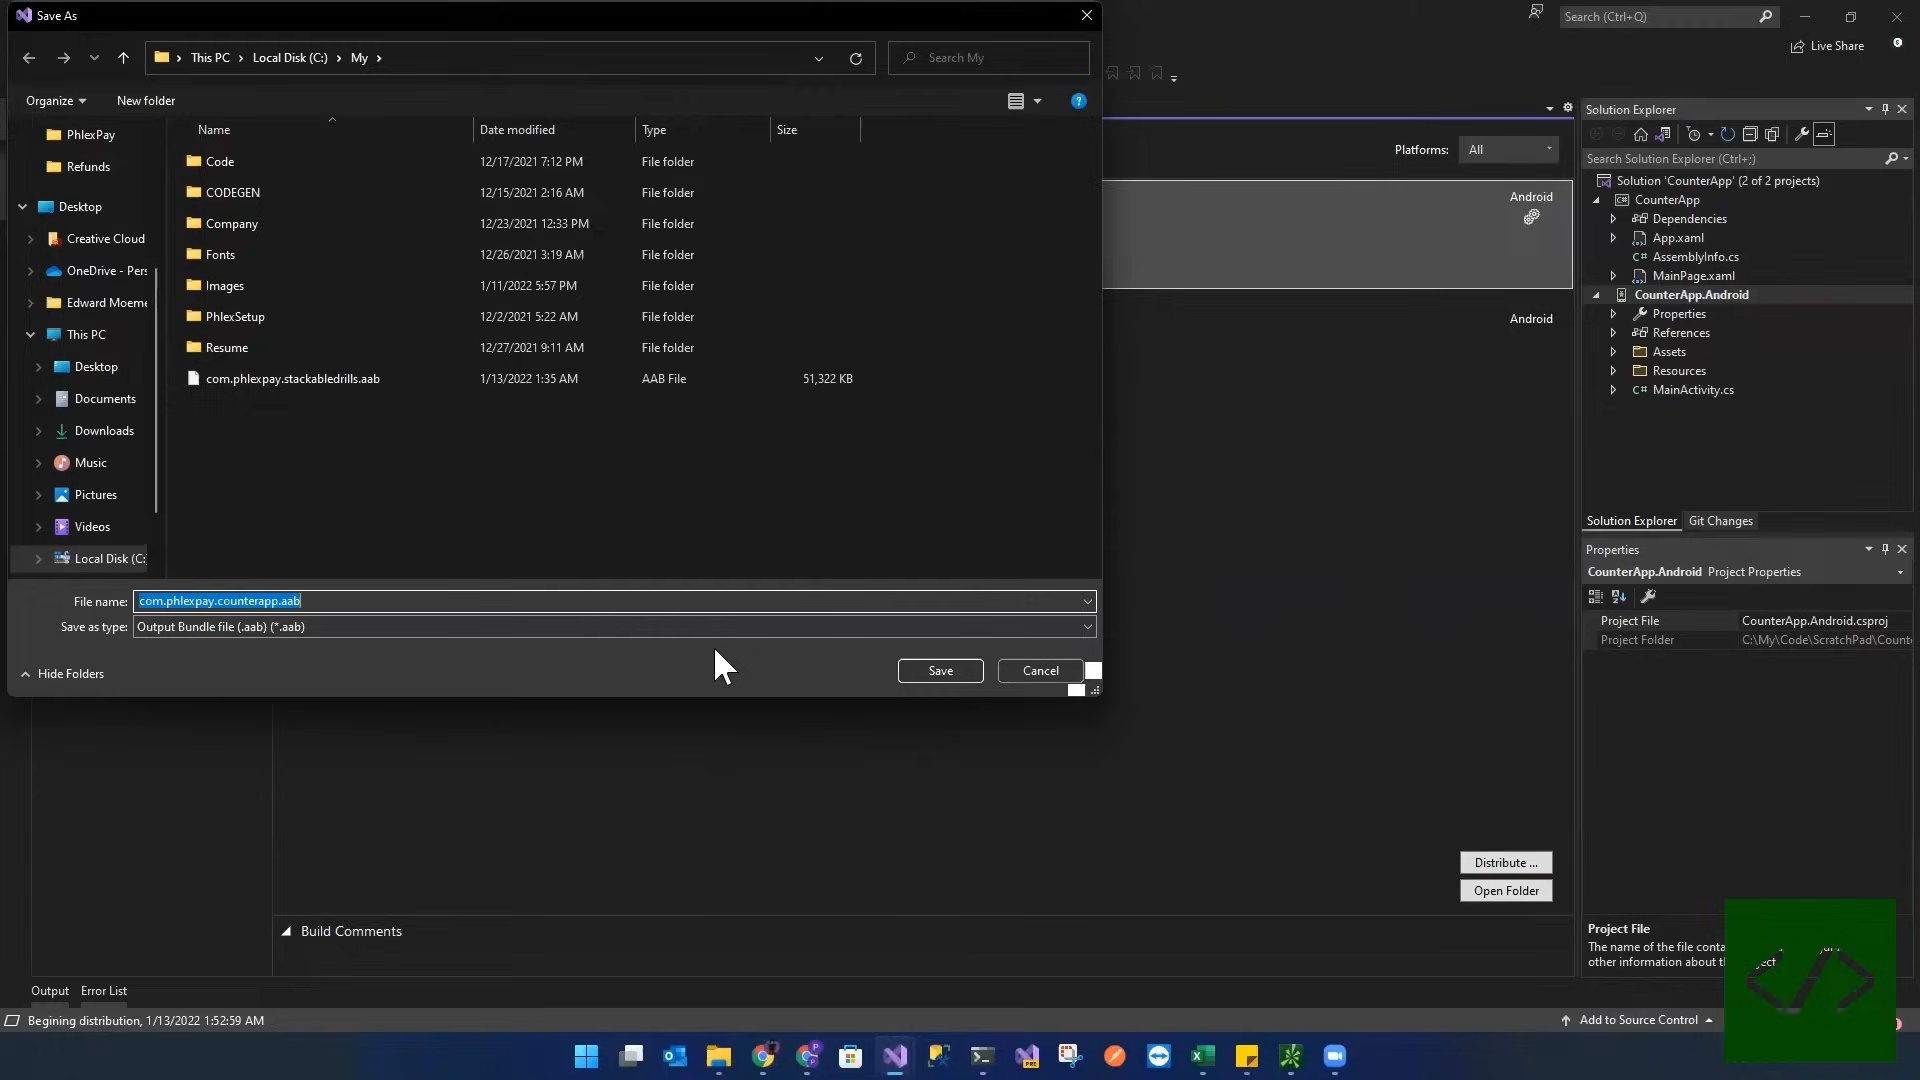 Save As
Search (Ctrl+Q)
Live Share
This PC
Local Disk (C:)
My
Search My
Organize
New folder
Name
Date modified
Type
Size
PhlexPay
Refunds
Desktop
Creative Cloud
OneDrive - Pers
Edward Moeme
This PC
Desktop
Documents
Downloads
Music
Pictures
Videos
Local Disk (C:
Code 12/17/2021 7:12 PM File folder
CODEGEN 12/15/2021 2:16 AM File folder
Company 12/23/2021 12:33 PM File folder
Fonts 12/26/2021 3:19 AM File folder
Images 1/11/2022 5:57 PM File folder
PhlexSetup 12/2/2021 5:22 AM File folder
Resume 12/27/2021 9:11 AM File folder
com.phlexpay.stackabledrills.aab 1/13/2022 1:35 AM AAB File 51,322 KB
File name: com.phlexpay.counterapp.aab
Save as type: Output Bundle file (.aab) (*.aab)
Hide Folders
Save
Cancel
Platforms: All
Android
Android
Distribute ...
Open Folder
Build Comments
Solution Explorer
Search Solution Explorer (Ctrl+;)
Solution 'CounterApp' (2 of 2 projects)
CounterApp
Dependencies
App.xaml
C# AssemblyInfo.cs
MainPage.xaml
CounterApp.Android
Properties
References
Assets
Resources
C# MainActivity.cs
Solution Explorer
Git Changes
Properties
CounterApp.Android Project Properties
Project File CounterApp.Android.csproj
Project Folder C:\My\Code\ScratchPad\Count
Project File
The name of the file conta
other information about t
Output
Error List
Begining distribution, 1/13/2022 1:52:59 AM
Add to Source Control
</>